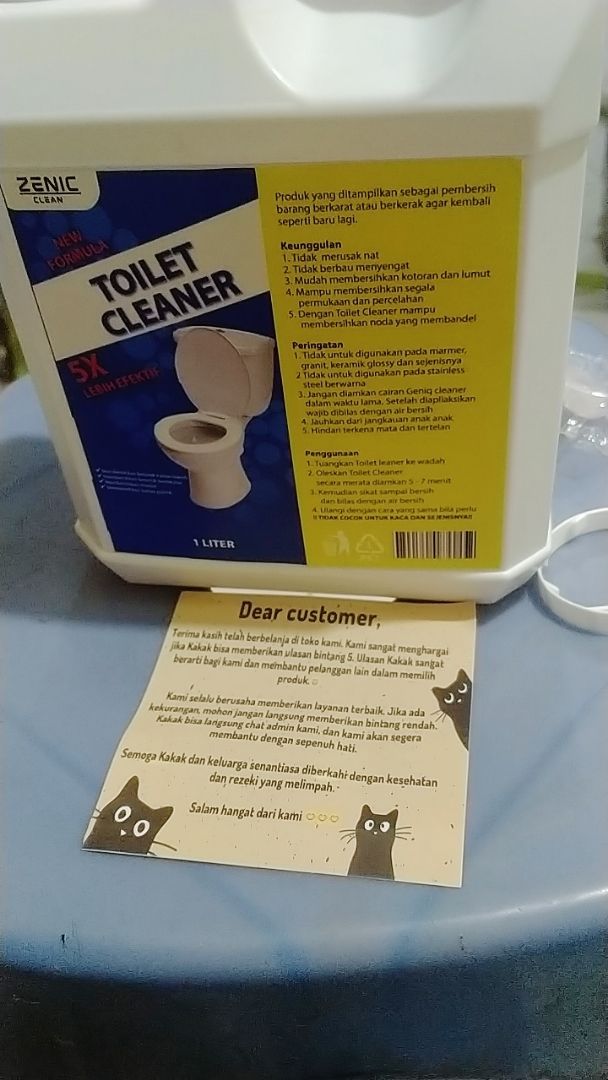 ZENIC
CLEAN
NEW
FORMULA
TOILET
CLEANER
5X
LEBIH EFEKTIF
1 LITER
Produk yang ditampilkan sebagai pembersih
barang berkarat atau berkerak agar kembali
seperti baru lagi.
Keunggulan
1. Tidak merusak nat
2. Tidak berbau menyengat
3. Mudah membersihkan kotoran dan lumut
4. Mampu membersihkan segala
permukaan dan percelahan
5. Dengan Toilet Cleaner mampu
membersihkan noda yang membandel
Peringatan
1. Tidak untuk digunakan pada marmer,
granit, keramik glossy dan sejenisnya
2 Tidak untuk digunakan pada stainless
steel berwarna
3. Jangan diamkan cairan Geniq cleaner
dalam waktu lama. Setelah diapliaksikan
wajib dibilas dengan air bersih
4. Jauhkan dari jangkauan anak anak
5. Hindari terkena mata dan tertelan
Penggunaan
1. Tuangkan Toilet leaner ke wadah
2. Oleskan Toilet Cleaner
secara merata diamkan 5 - 7 menit
3. Kemudian sikat sampai bersih
dan bilas dengan air bersih
4. Ulangi dengan cara yang sama bila perlu
!! TIDAK COCOK UNTUK KACA DAN SEJENISNYA!!
Dear customer,
Terima kasih telah berbelanja di toko kami. Kami sangat menghargai
jika Kakak bisa memberikan ulasan bintang 5. Ulasan Kakak sangat
berarti bagi kami dan membantu pelanggan lain dalam memilih
produk.
Kami selalu berusaha memberikan layanan terbaik. Jika ada
kekurangan, mohon jangan langsung memberikan bintang rendah.
Kakak bisa langsung chat admin kami, dan kami akan segera
membantu dengan sepenuh hati.
Semoga Kakak dan keluarga senantiasa diberkahi dengan kesehatan
dan rezeki yang melimpah.
Salam hangat dari kami